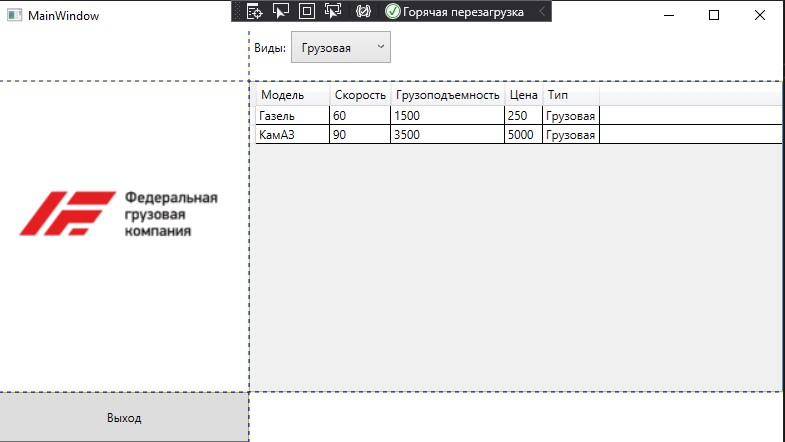 MainWindow
Горячая перезагрузка
Виды: Грузовая
Модель Скорость Грузоподъемность Цена Тип
Газель 60 1500 250 Грузовая
КамАЗ 90 3500 5000 Грузовая
Федеральная
грузовая
компания
Выход